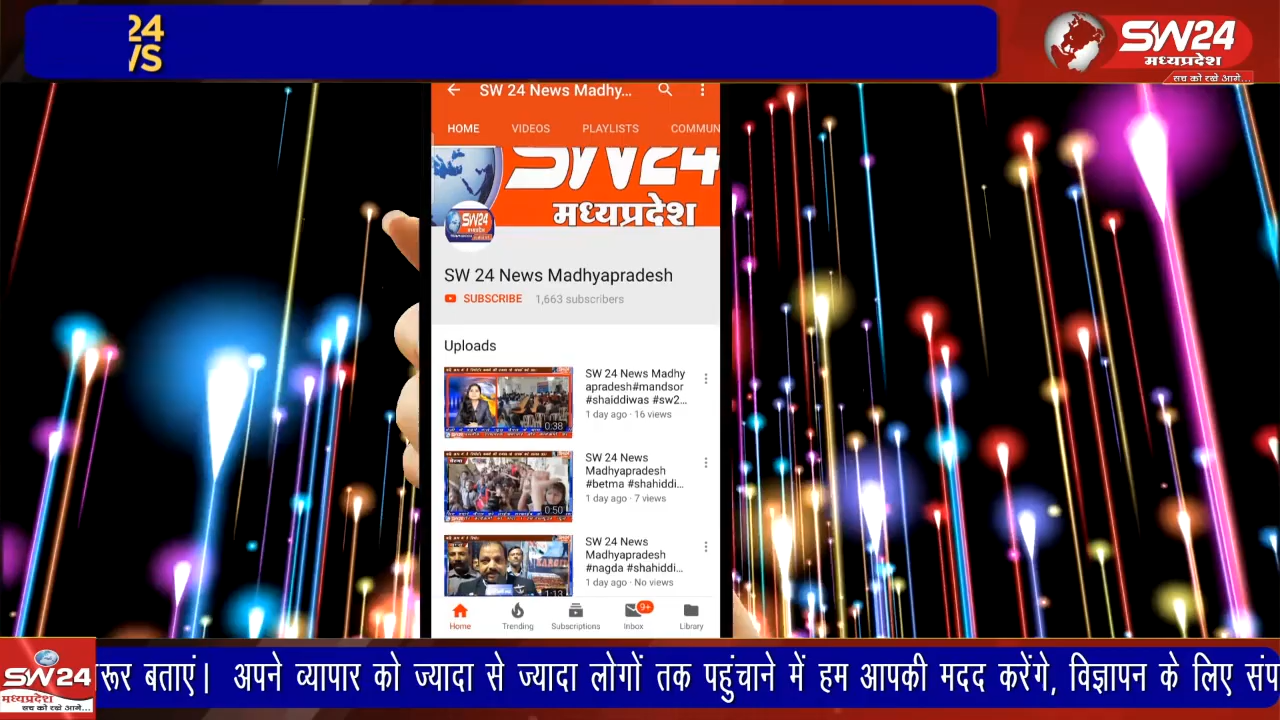 24
VS
SW24
मध्यप्रदेश
सच को रखे आगे...
SW 24 News Madhy...
HOME VIDEOS PLAYLISTS COMMUN
SW24
मध्यप्रदेश
SW24
SW 24 News Madhyapradesh
SUBSCRIBE 1,663 subscribers
Uploads
SW 24 News Madhy
apradesh#mandsor
#shaiddiwas #sw2...
1 day ago · 16 views
0:38
SW 24 News
Madhyapradesh
#betma #shahiddi...
1 day ago · 7 views
0:50
SW 24 News
Madhyapradesh
#nagda #shahiddi...
1 day ago · No views
1:13
Home Trending Subscriptions Inbox Library
9+
SW24
मध्यप्रदेश
सच को रखे आगे...
रूर बताएं। अपने व्यापार को ज्यादा से ज्यादा लोगों तक पहुंचाने में हम आपकी मदद करेंगे, विज्ञापन के लिए संप